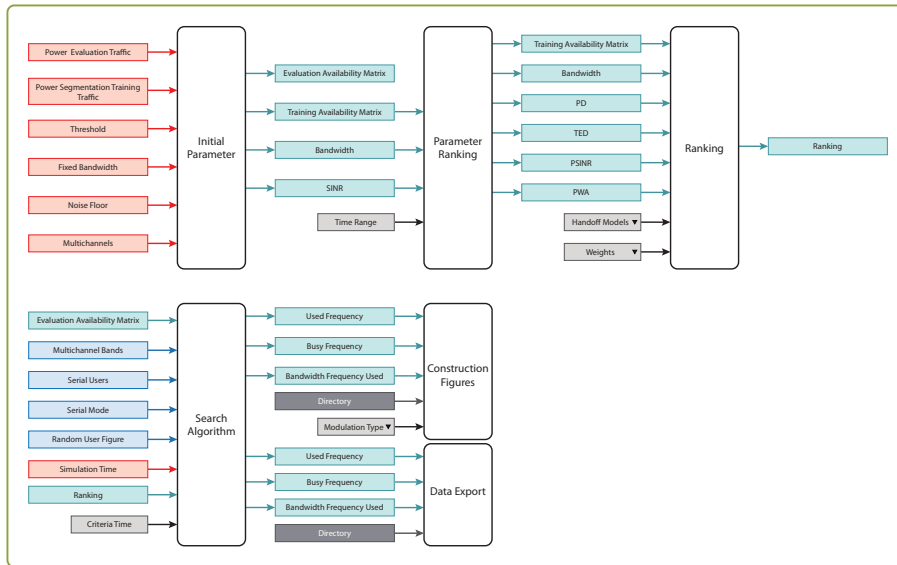 Power Evaluation Traffic
Power Segmentation Training
Traffic
Threshold
Fixed Bandwidth
Noise Floor
Multichannels
Initial
Parameter
Evaluation Availability Matrix
Training Availability Matrix
Bandwidth
SINR
Time Range
Parameter
Ranking
Training Availability Matrix
Bandwidth
PD
TED
PSINR
PWA
Handoff Models
Weights
Ranking
Ranking
Evaluation Availability Matrix
Multichannel Bands
Serial Users
Serial Mode
Random User Figure
Simulation Time
Ranking
Criteria Time
Search
Algorithm
Used Frequency
Busy Frequency
Bandwidth Frequency Used
Directory
Modulation Type
Construction
Figures
Used Frequency
Busy Frequency
Bandwidth Frequency Used
Directory
Data Export